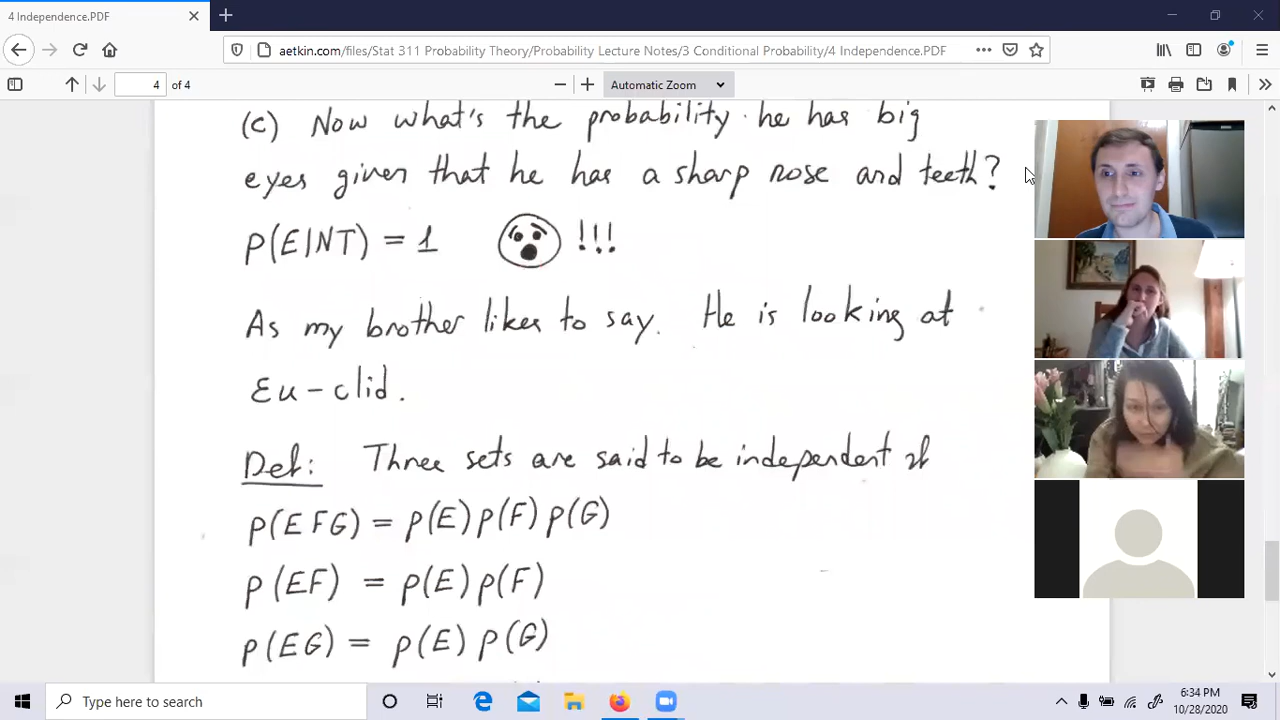 4 Independence.PDF
aetkin.com/files/Stat 311 Probability Theory/Probability Lecture Notes/3 Conditional Probability/4 Independence.PDF
4 of 4
Automatic Zoom
(c) Now what's the probability he has big
eyes given that he has a sharp nose and teeth?
P(E|NT) = 1 !!!
As my brother likes to say. He is looking at
Eu-clid.
Def: Three sets are said to be independent if
P(EFG) = P(E)P(F)P(G)
P(EF) = P(E)P(F)
P(EG) = P(E)P(G)
Type here to search
6:34 PM
10/28/2020